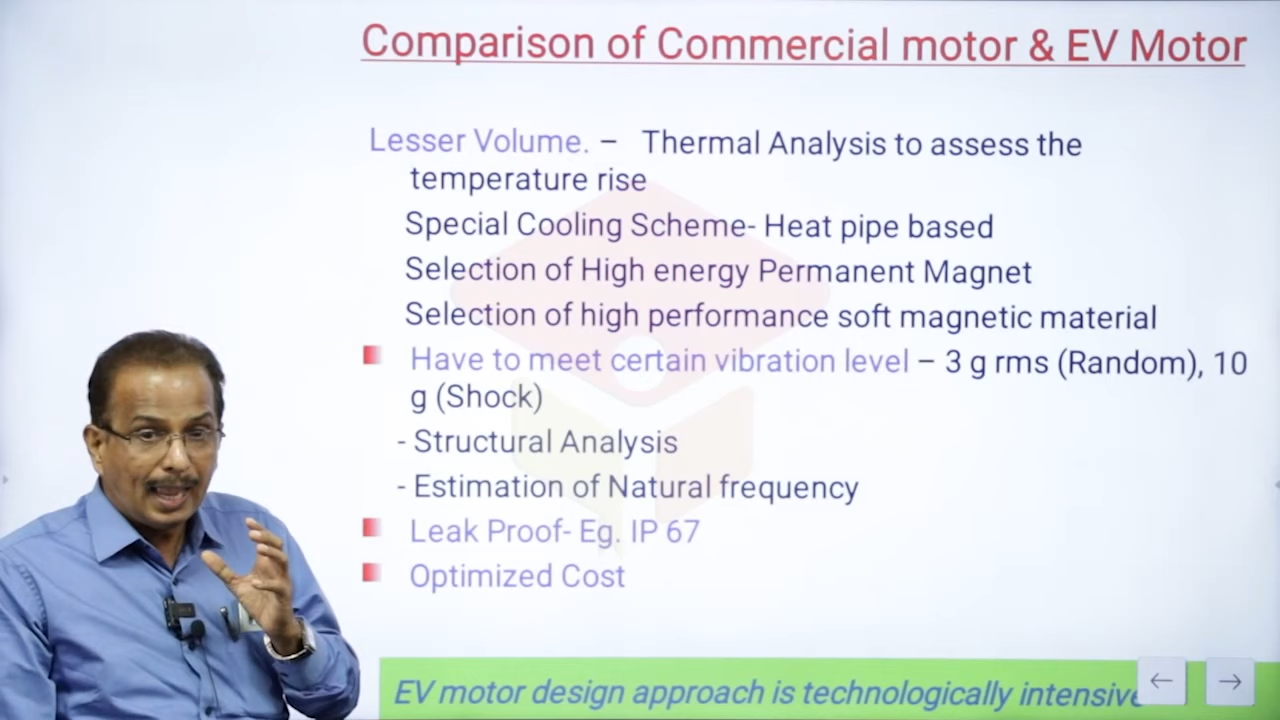 Comparison of Commercial motor & EV Motor
Lesser Volume. – Thermal Analysis to assess the
temperature rise
Special Cooling Scheme- Heat pipe based
Selection of High energy Permanent Magnet
Selection of high performance soft magnetic material
Have to meet certain vibration level – 3 g rms (Random), 10
g (Shock)
- Structural Analysis
- Estimation of Natural frequency
Leak Proof- Eg. IP 67
Optimized Cost
EV motor design approach is technologically intensive